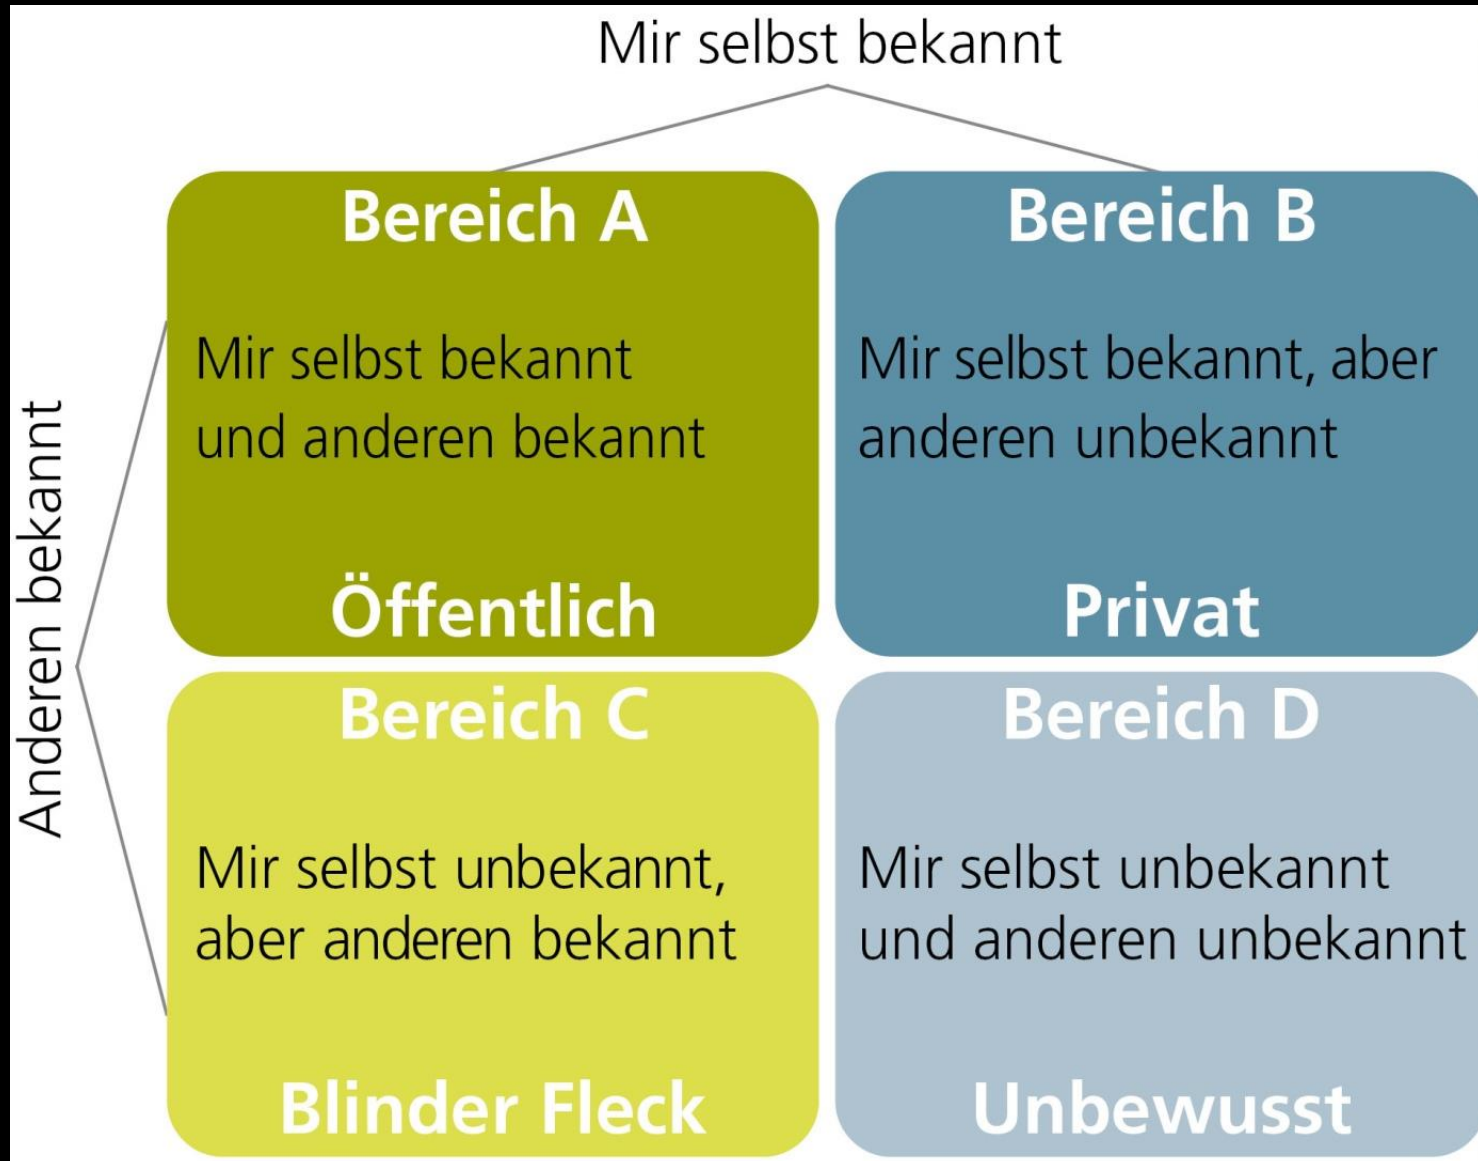 Mir selbst bekannt
Anderen bekannt
Bereich A
Mir selbst bekannt
und anderen bekannt
Öffentlich
Bereich B
Mir selbst bekannt, aber
anderen unbekannt
Privat
Bereich C
Mir selbst unbekannt,
aber anderen bekannt
Blinder Fleck
Bereich D
Mir selbst unbekannt
und anderen unbekannt
Unbewusst